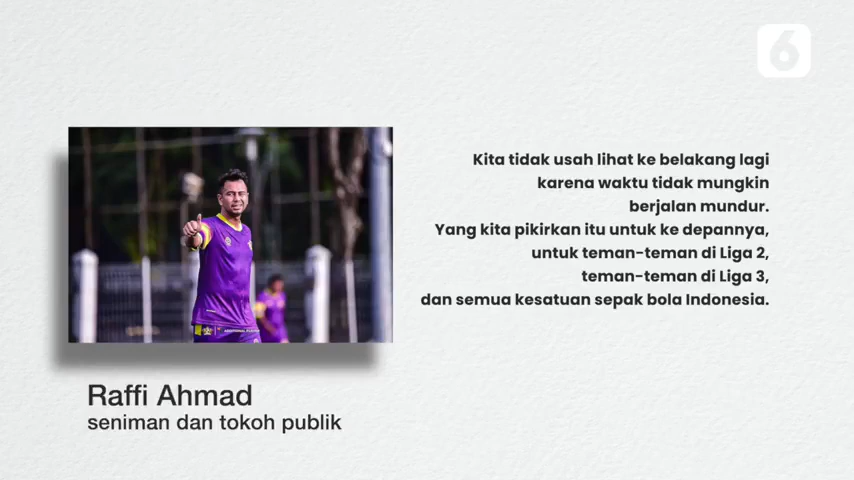 6
Kita tidak usah lihat ke belakang lagi
karena waktu tidak mungkin
berjalan mundur.
Yang kita pikirkan itu untuk ke depannya,
untuk teman-teman di Liga 2,
teman-teman di Liga 3,
dan semua kesatuan sepak bola Indonesia.
Raffi Ahmad
seniman dan tokoh publik